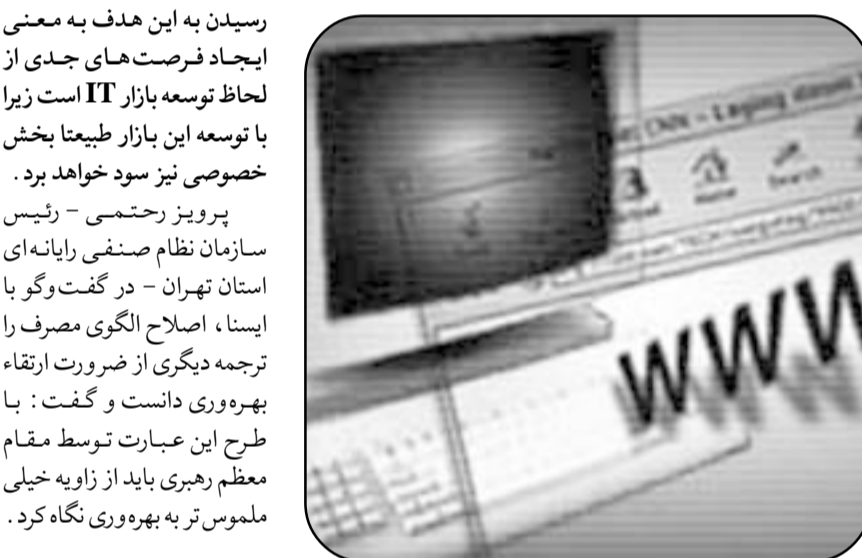 رسیدن به این هدف به معنی
ایجاد فرصت‌های جدی از
لحاظ توسعه بازار IT است زیرا
با توسعه این بازار طبیعتا بخش
خصوصی نیز سود خواهد برد.
پرویز رحتمی - رئیس
سازمان نظام صنفی رایانه‌ای
استان تهران - در گفت‌وگو با
ایسنا، اصلاح الگوی مصرف را
ترجمه دیگری از ضرورت ارتقاء
بهره‌وری دانست و گفت: با
طرح این عبارت توسط مقام
معظم رهبری باید از زاویه خیلی
ملموس‌تر به بهره‌وری نگاه کرد.
Home
Search
WWW